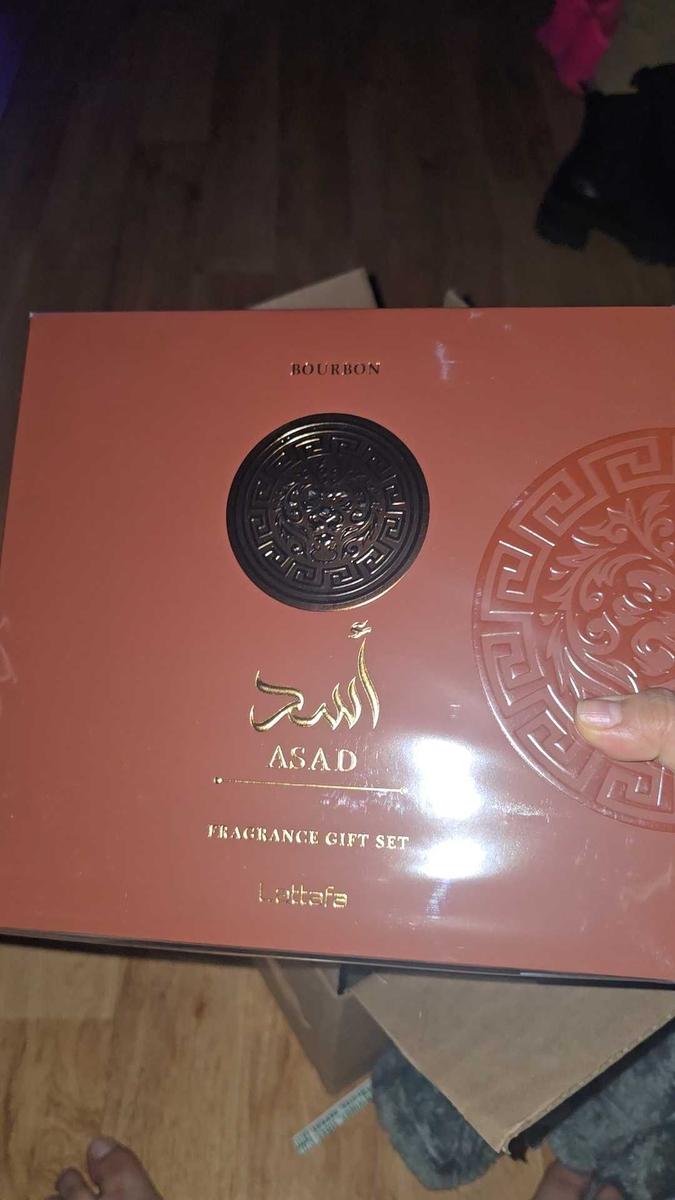 BOURBON
أسد
ASAD
FRAGRANCE GIFT SET
Lattafa